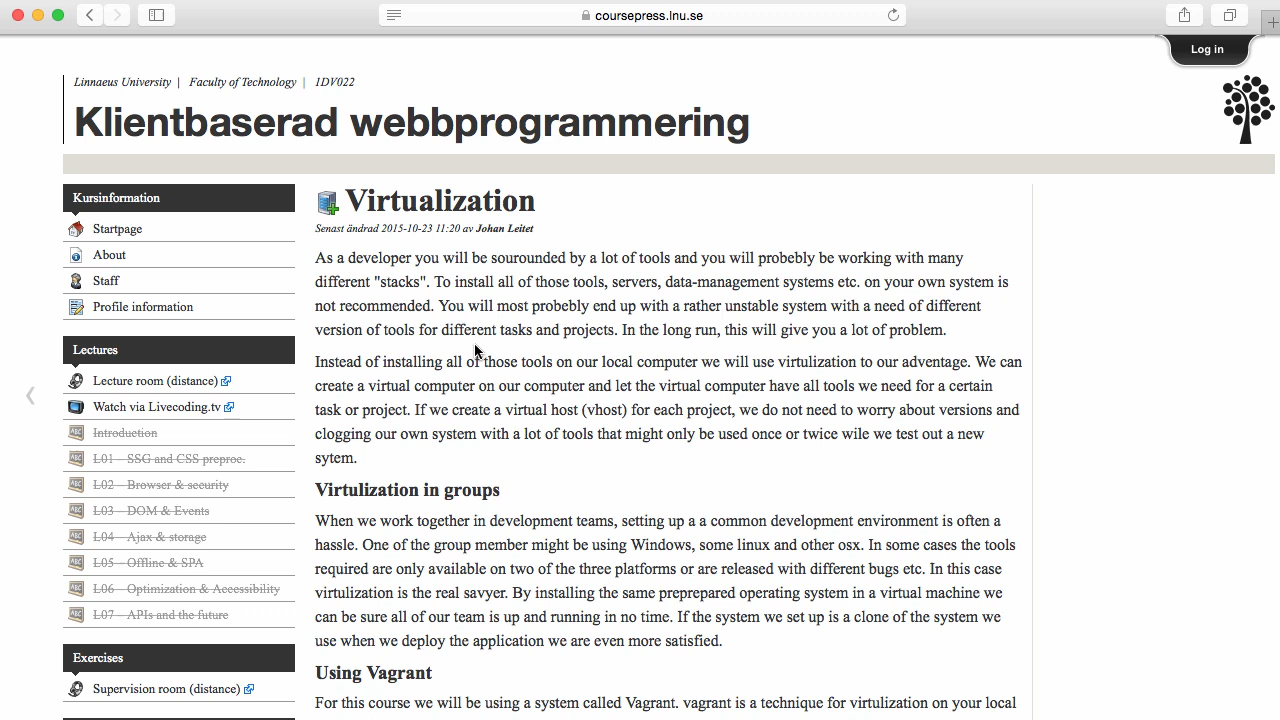 coursepress.lnu.se
Log in
Linnaeus University | Faculty of Technology | 1DV022
Klientbaserad webbprogrammering
Kursinformation
Startpage
About
Staff
Profile information
Lectures
Lecture room (distance)
Watch via Livecoding.tv
Introduction
L01 – SSG and CSS preproc.
L02 – Browser & security
L03 – DOM & Events
L04 – Ajax & storage
L05 – Offline & SPA
L06 – Optimization & Accessibility
L07 – APIs and the future
Exercises
Supervision room (distance)
Virtualization
Senast ändrad 2015-10-23 11:20 av Johan Leitet
As a developer you will be sourounded by a lot of tools and you will probebly be working with many
different "stacks". To install all of those tools, servers, data-management systems etc. on your own system is
not recommended. You will most probebly end up with a rather unstable system with a need of different
version of tools for different tasks and projects. In the long run, this will give you a lot of problem.
Instead of installing all of those tools on our local computer we will use virtulization to our advantage. We can
create a virtual computer on our computer and let the virtual computer have all tools we need for a certain
task or project. If we create a virtual host (vhost) for each project, we do not need to worry about versions and
clogging our own system with a lot of tools that might only be used once or twice wile we test out a new
sytem.
Virtulization in groups
When we work together in development teams, setting up a a common development environment is often a
hassle. One of the group member might be using Windows, some linux and other osx. In some cases the tools
required are only available on two of the three platforms or are released with different bugs etc. In this case
virtulization is the real savyer. By installing the same preprepared operating system in a virtual machine we
can be sure all of our team is up and running in no time. If the system we set up is a clone of the system we
use when we deploy the application we are even more satisfied.
Using Vagrant
For this course we will be using a system called Vagrant. vagrant is a technique for virtulization on your local